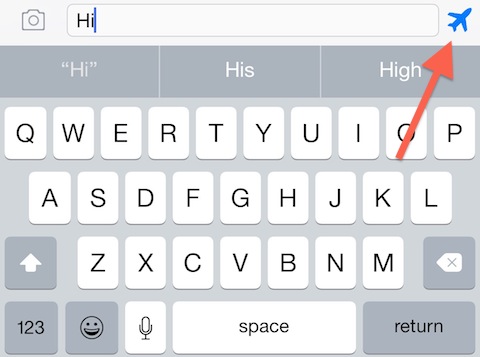 Hi
“Hi” His High
Q W E R T Y U I O P
A S D F G H J K L
Z X C V B N M
123 space return